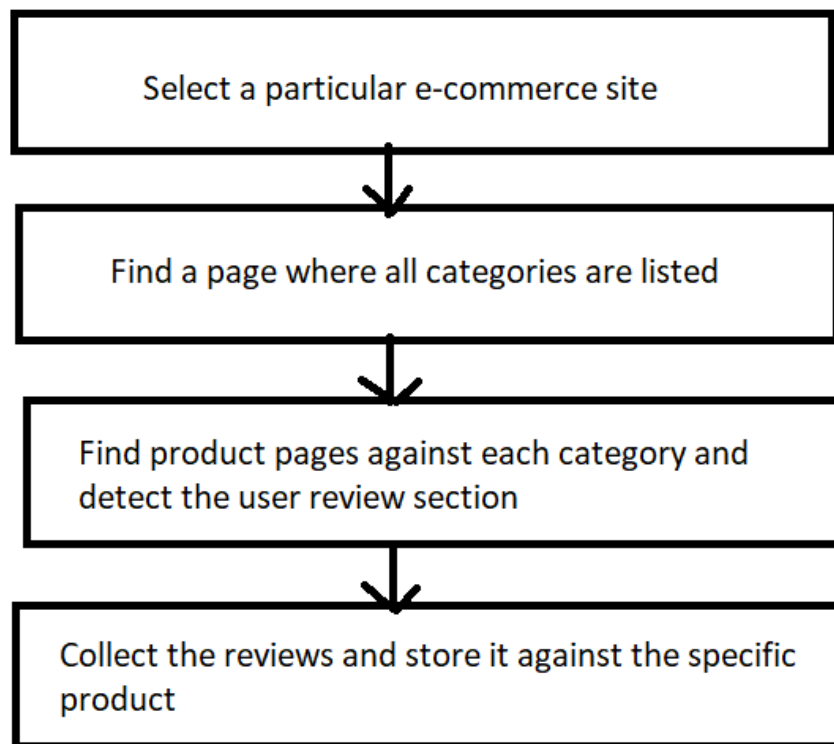 Select a particular e-commerce site
Find a page where all categories are listed
Find product pages against each category and
detect the user review section
Collect the reviews and store it against the specific
product